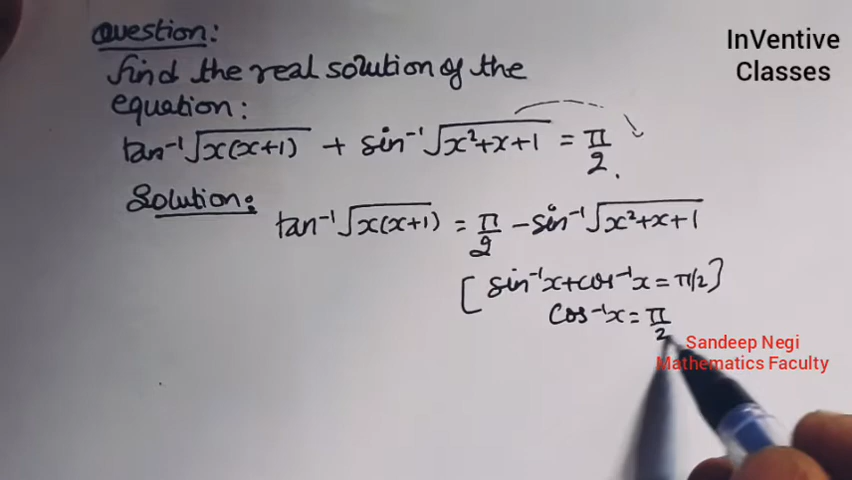 Question:
InVentive
Classes
find the real solution of the
equation:
tan⁻¹√x(x+1) + sin⁻¹√x²+x+1 = π/2.
Solution:
tan⁻¹√x(x+1) = π/2 - sin⁻¹√x²+x+1
[sin⁻¹x+cos⁻¹x = π/2]
cos⁻¹x = π/2
Sandeep Negi
Mathematics Faculty